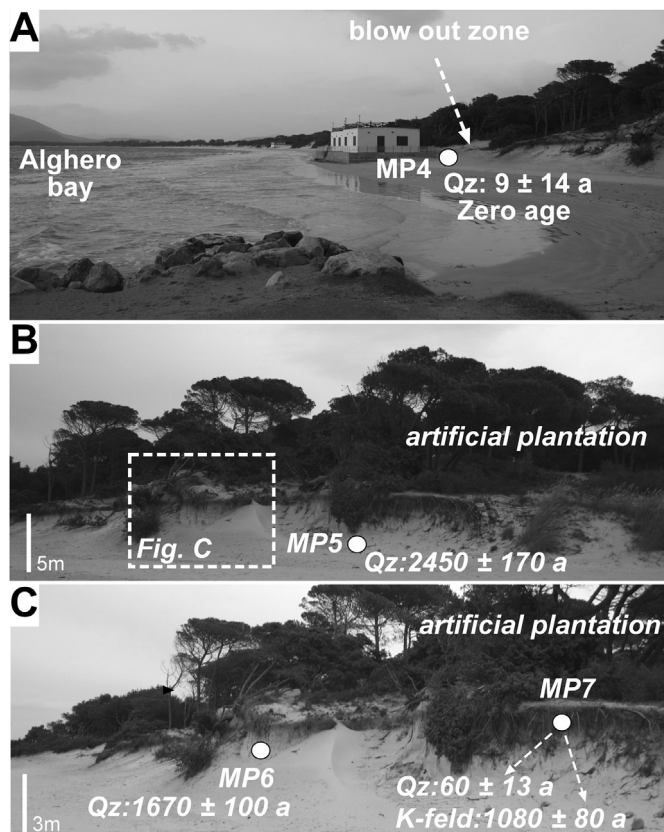 A
blow out zone
Alghero
bay
MP4
Qz: 9 ± 14 a
Zero age
B
artificial plantation
Fig. C
MP5
Qz:2450 ± 170 a
5m
C
artificial plantation
MP7
MP6
Qz:1670 ± 100 a
Qz:60 ± 13 a
K-feld:1080 ± 80 a
3m